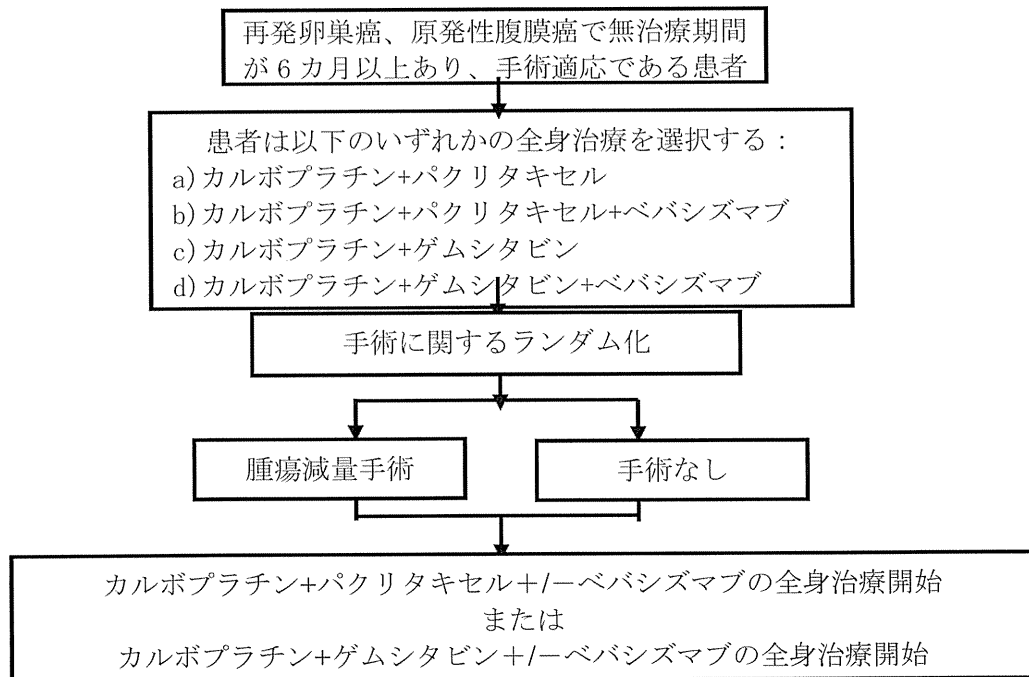 再発卵巣癌、原発性腹膜癌で無治療期間
が6カ月以上あり、手術適応である患者
患者は以下のいずれかの全身治療を選択する：
a)カルボプラチン+パクリタキセル
b)カルボプラチン+パクリタキセル+ベバシズマブ
c)カルボプラチン+ゲムシタビン
d)カルボプラチン+ゲムシタビン+ベバシズマブ
手術に関するランダム化
腫瘍減量手術
手術なし
カルボプラチン+パクリタキセル＋/－ベバシズマブの全身治療開始
または
カルボプラチン+ゲムシタビン＋/－ベバシズマブの全身治療開始